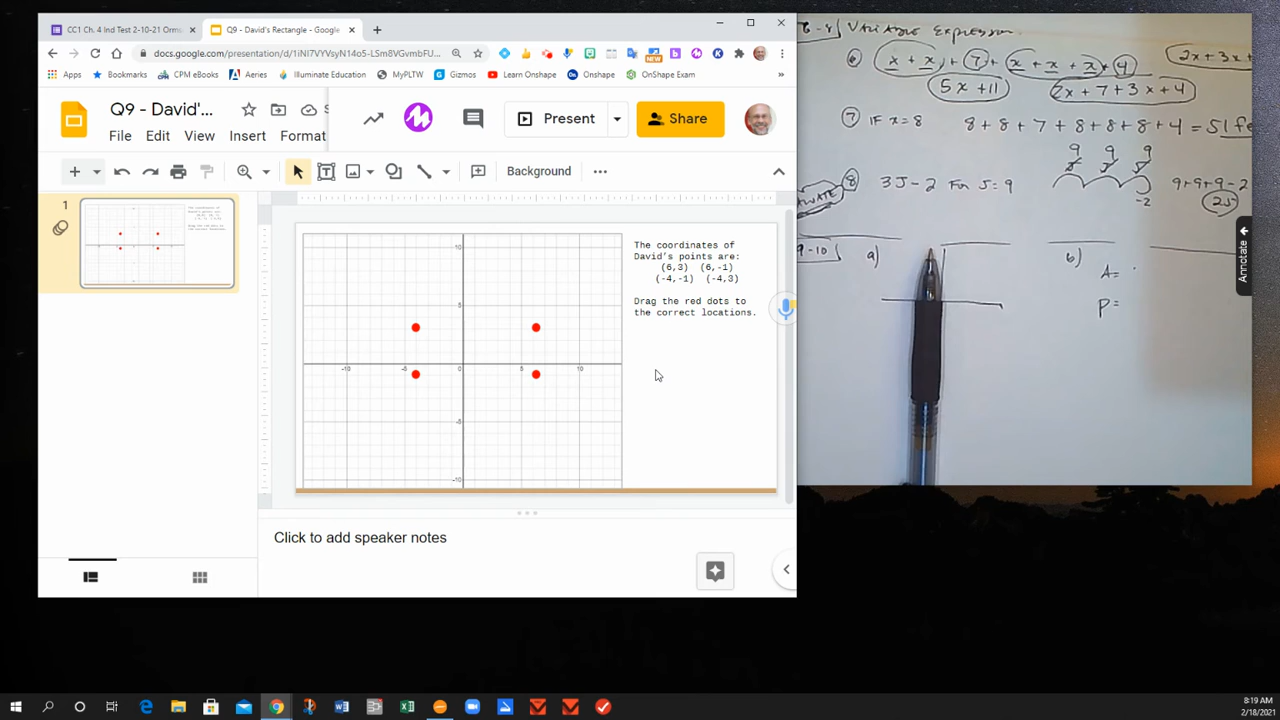 CC1 Ch. 4 Ind Test 2-10-21 Orms
Q9 - David's Rectangle - Google
docs.google.com/presentation/d/1iNl7VYVsyN14o5-LSm8VGvmbFU...
Apps Bookmarks CPM eBooks Aeries Illuminate Education MyPLTW Gizmos Learn Onshape Onshape OnShape Exam
NEW
Q9 - David'...
File Edit View Insert Format
Present Share
Background
1
The coordinates of
David's points are:
(6,3) (6,-1)
(-4,-1) (-4,3)
Drag the red dots to
the correct locations.
10
5
-10 -5 0 5 10
-5
-10
Click to add speaker notes
Variable Expression
6 x + x + 7 + x + x + x + 4 2x+3x+
5x+11 2x+7+3x+4
7 IF x=8 8+8+7+8+8+8+4=51 fe
9 9 9
8 3J-2 For J=9 9+9+9-2
-2 25
9-10 a) b) A=
P=
Annotate
8:19 AM
2/18/2021